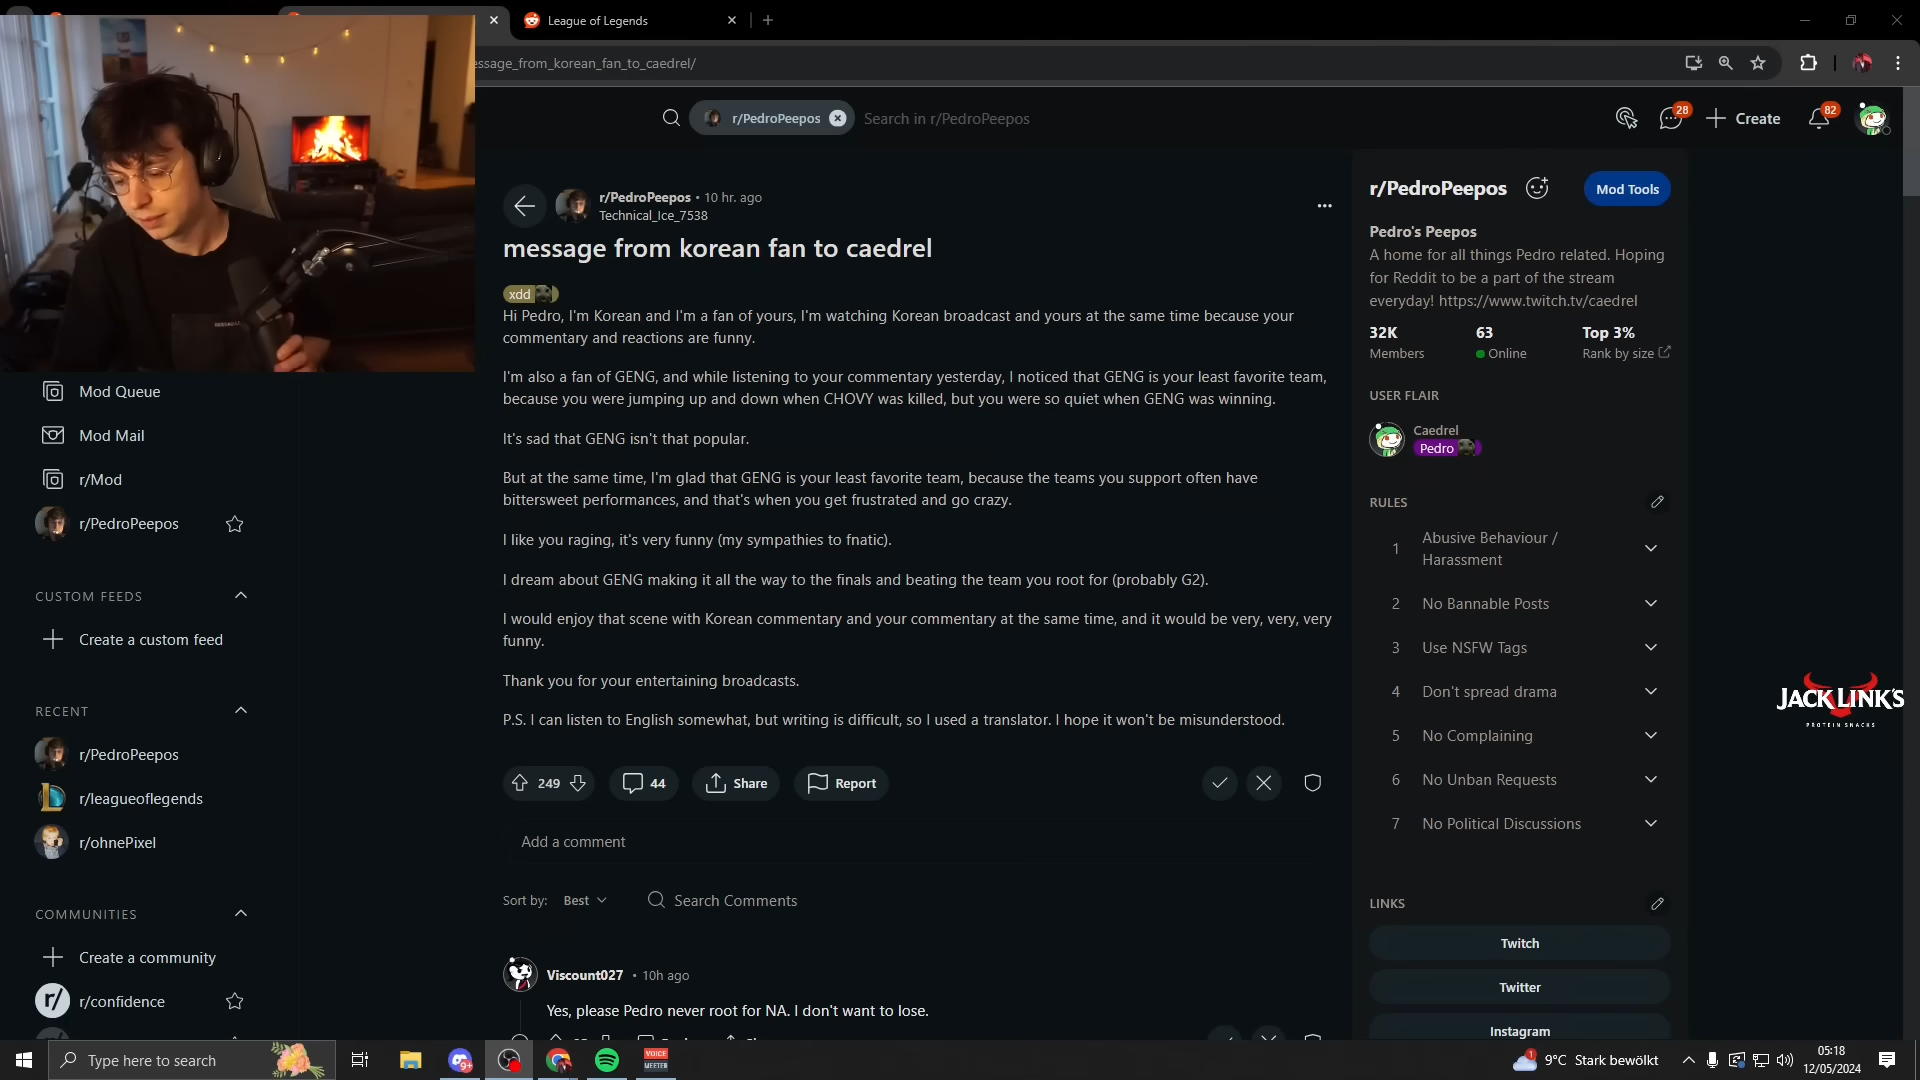 League of Legends
essage_from_korean_fan_to_caedrel/
r/PedroPeepos
Search in r/PedroPeepos
28
Create
82
r/PedroPeepos • 10 hr. ago
Technical_Ice_7538
message from korean fan to caedrel
xdd
Hi Pedro, I'm Korean and I'm a fan of yours, I'm watching Korean broadcast and yours at the same time because your
commentary and reactions are funny.
I'm also a fan of GENG, and while listening to your commentary yesterday, I noticed that GENG is your least favorite team,
because you were jumping up and down when CHOVY was killed, but you were so quiet when GENG was winning.
It's sad that GENG isn't that popular.
But at the same time, I'm glad that GENG is your least favorite team, because the teams you support often have
bittersweet performances, and that's when you get frustrated and go crazy.
I like you raging, it's very funny (my sympathies to fnatic).
I dream about GENG making it all the way to the finals and beating the team you root for (probably G2).
I would enjoy that scene with Korean commentary and your commentary at the same time, and it would be very, very, very
funny.
Thank you for your entertaining broadcasts.
P.S. I can listen to English somewhat, but writing is difficult, so I used a translator. I hope it won't be misunderstood.
249
44
Share
Report
Add a comment
Sort by: Best
Search Comments
Viscount027 • 10h ago
Yes, please Pedro never root for NA. I don't want to lose.
Mod Queue
Mod Mail
r/Mod
r/PedroPeepos
CUSTOM FEEDS
Create a custom feed
RECENT
r/PedroPeepos
r/leagueoflegends
r/ohnePixel
COMMUNITIES
Create a community
r/
r/confidence
r/PedroPeepos
Mod Tools
Pedro's Peepos
A home for all things Pedro related. Hoping
for Reddit to be a part of the stream
everyday! https://www.twitch.tv/caedrel
32K
63
Top 3%
Members
Online
Rank by size
USER FLAIR
Caedrel
Pedro
RULES
1 Abusive Behaviour /
Harassment
2 No Bannable Posts
3 Use NSFW Tags
4 Don't spread drama
5 No Complaining
6 No Unban Requests
7 No Political Discussions
LINKS
Twitch
Twitter
Instagram
JACK LINK'S
PROTEIN SNACKS
Type here to search
9+
VOICE
MEETER
1
9°C Stark bewölkt
05:18
12/05/2024